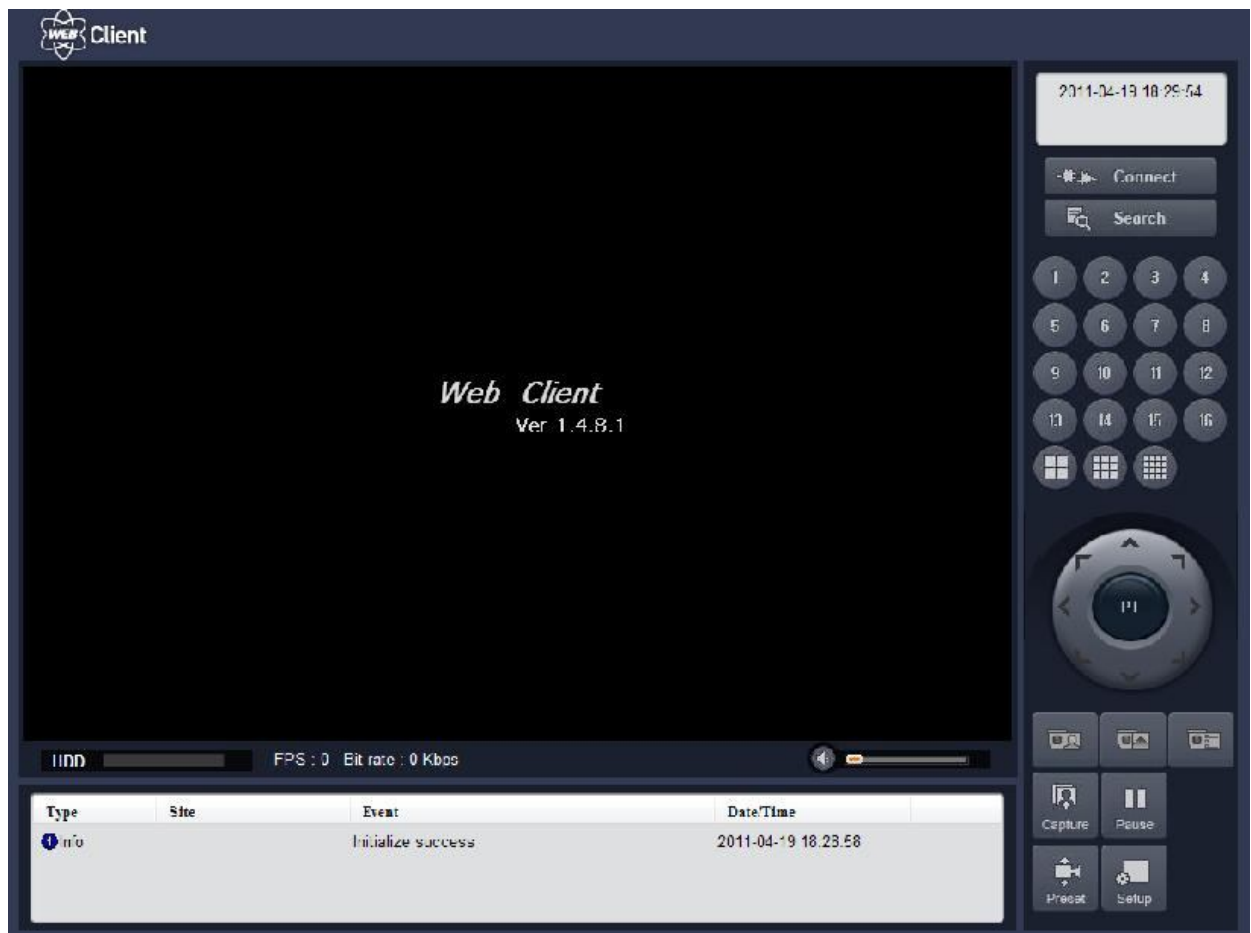 WEB Client
2011-04-19 18:29:54
Connect
Search
1 2 3 4
5 6 7 8
9 10 11 12
13 14 15 16
Web Client
Ver 1.4.8.1
HDD FPS : 0 Bit rate : 0 Kbps
Type Site Event Date/Time
Info Initialize success 2011-04-19 18:28:58
Capture Pause
Preset Setup